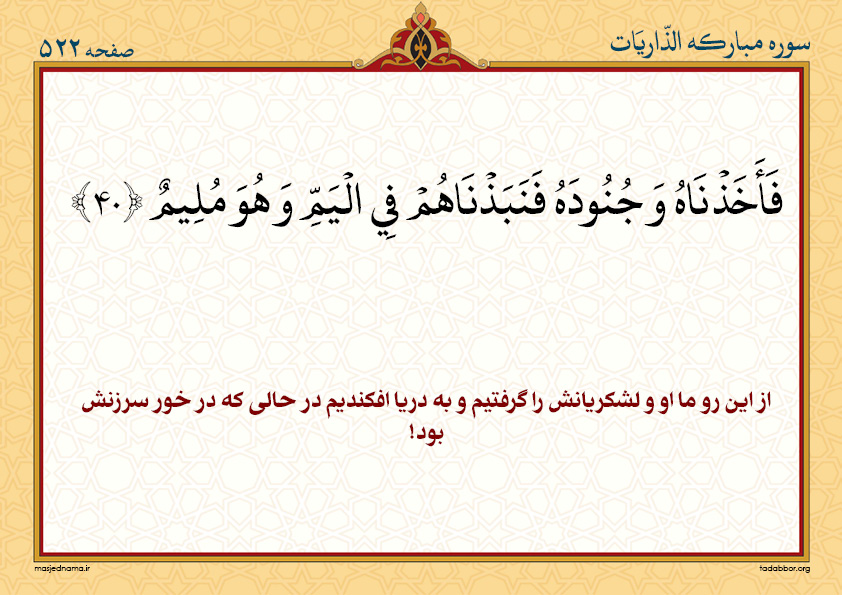 سوره مبارکه الذّاریَات
صفحه ۵۲۲
فَأَخَذْنَاهُ وَجُنُودَهُ فَنَبَذْنَاهُمْ فِي الْيَمِّ وَهُوَ مُلِيمٌ ﴿۴۰﴾
از این رو ما او و لشکریانش را گرفتیم و به دریا افکندیم در حالی که در خور سرزنش
بود!
masjednama.ir
tadabbor.org